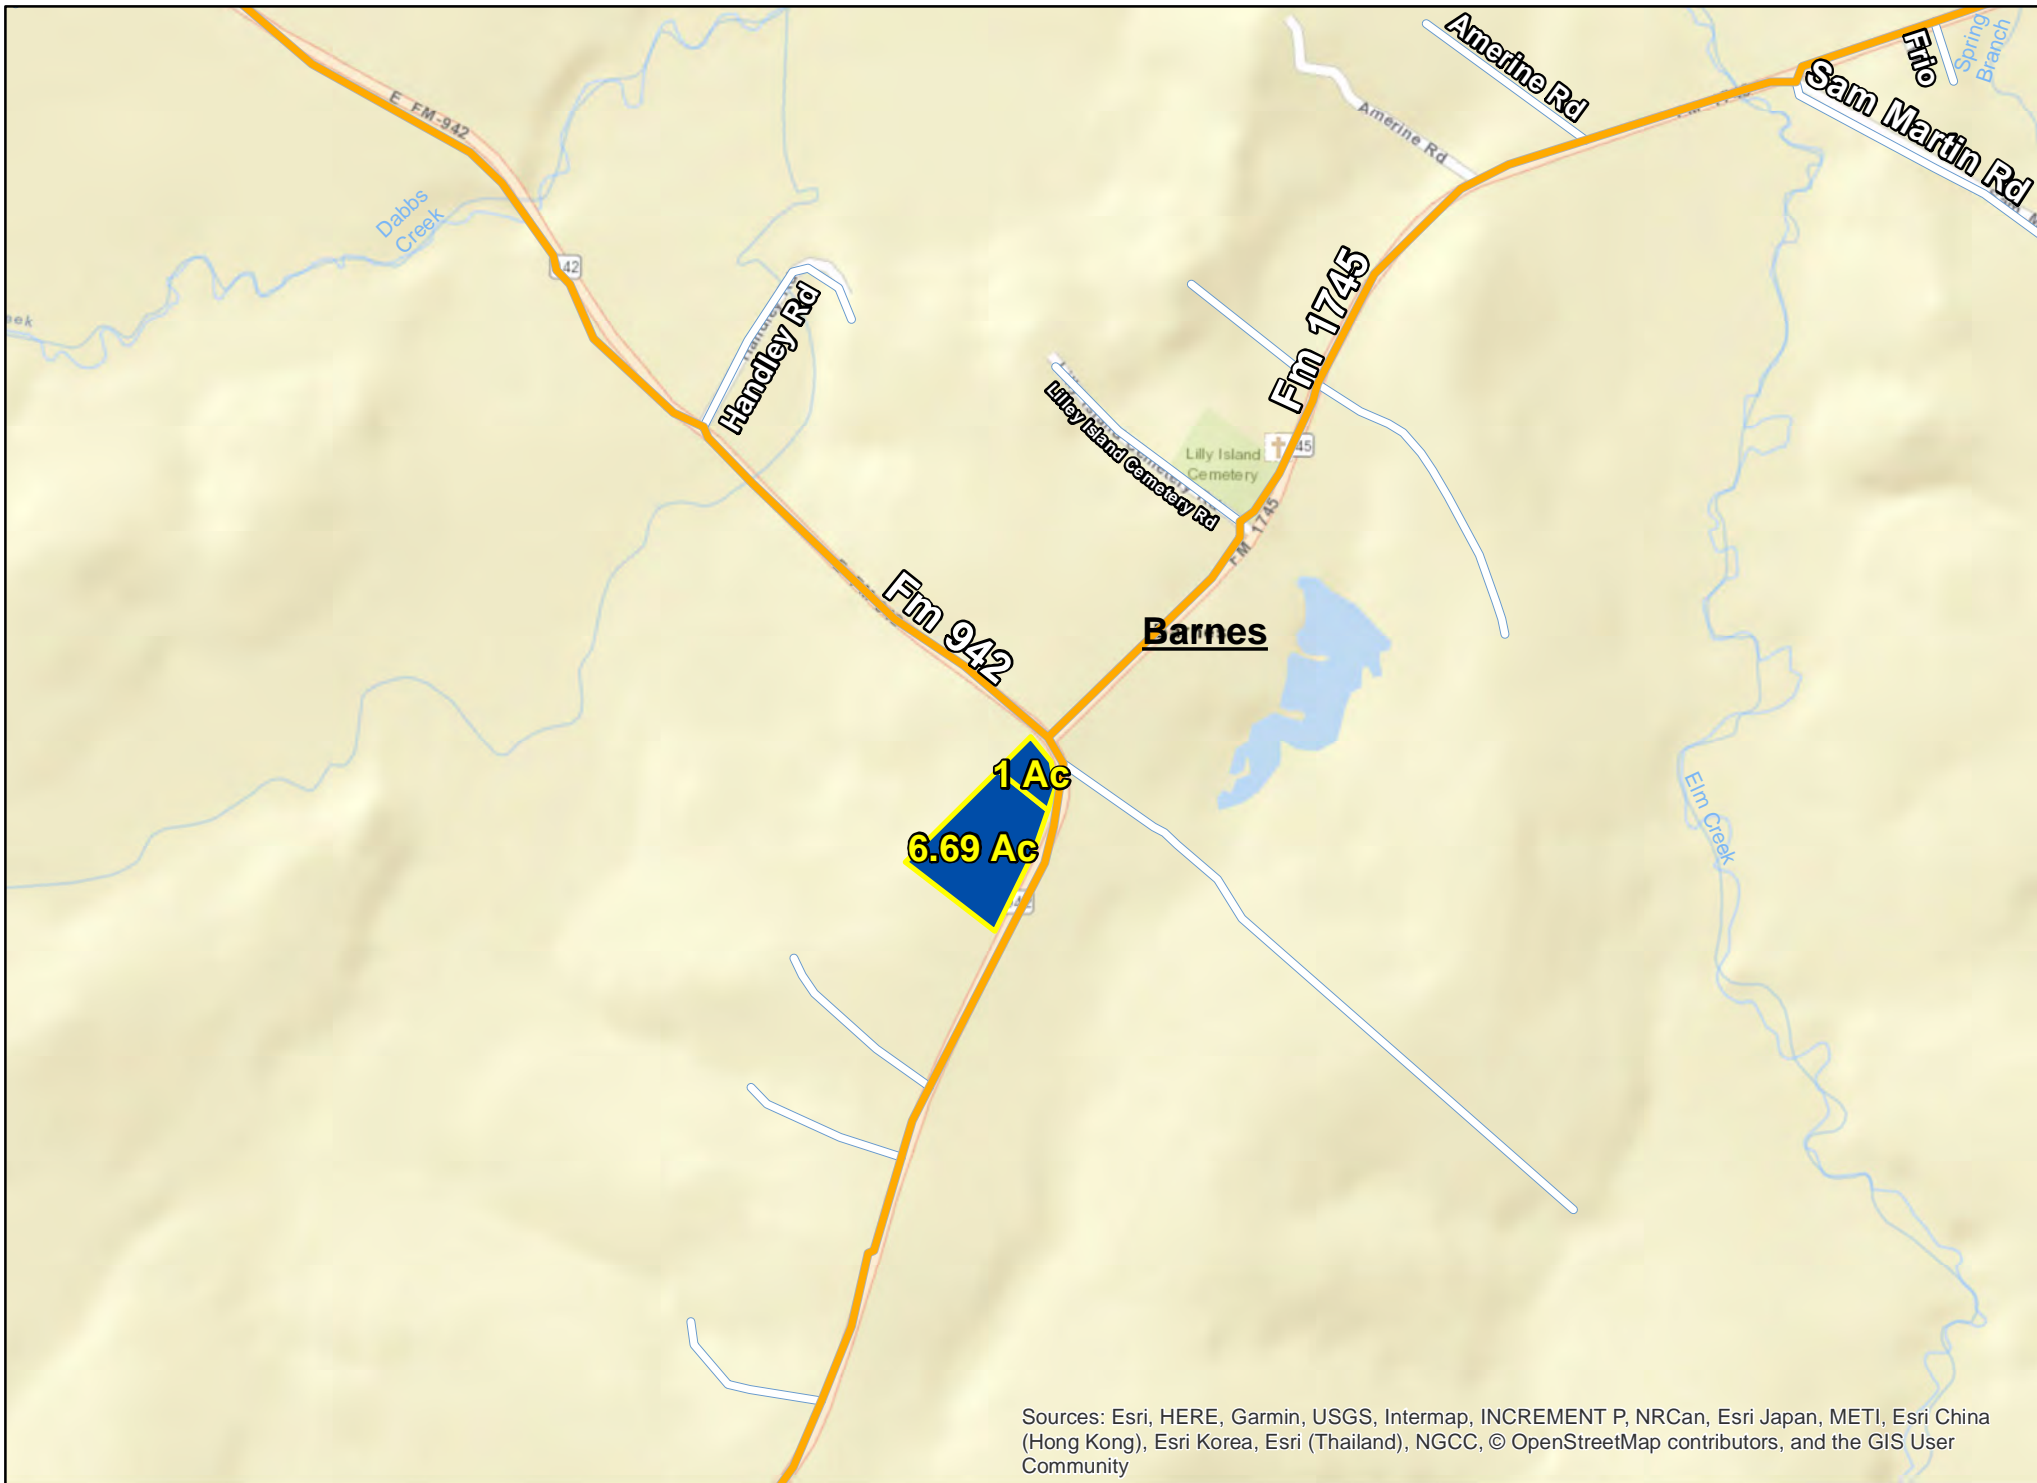 Spring
Branch
Frio
Amerine Rd
Sam Martin Rd
E FM-942
Amerine Rd
Dabbs
Creek
42
Handley Rd
Fm 1745
Lilley Island Cemetery Rd
Lilly Island
Cemetery
45
FM 1745
Fm 942
Barnes
1 Ac
6.69 Ac
Elm Creek
Sources: Esri, HERE, Garmin, USGS, Intermap, INCREMENT P, NRCan, Esri Japan, METI, Esri China
(Hong Kong), Esri Korea, Esri (Thailand), NGCC, © OpenStreetMap contributors, and the GIS User
Community